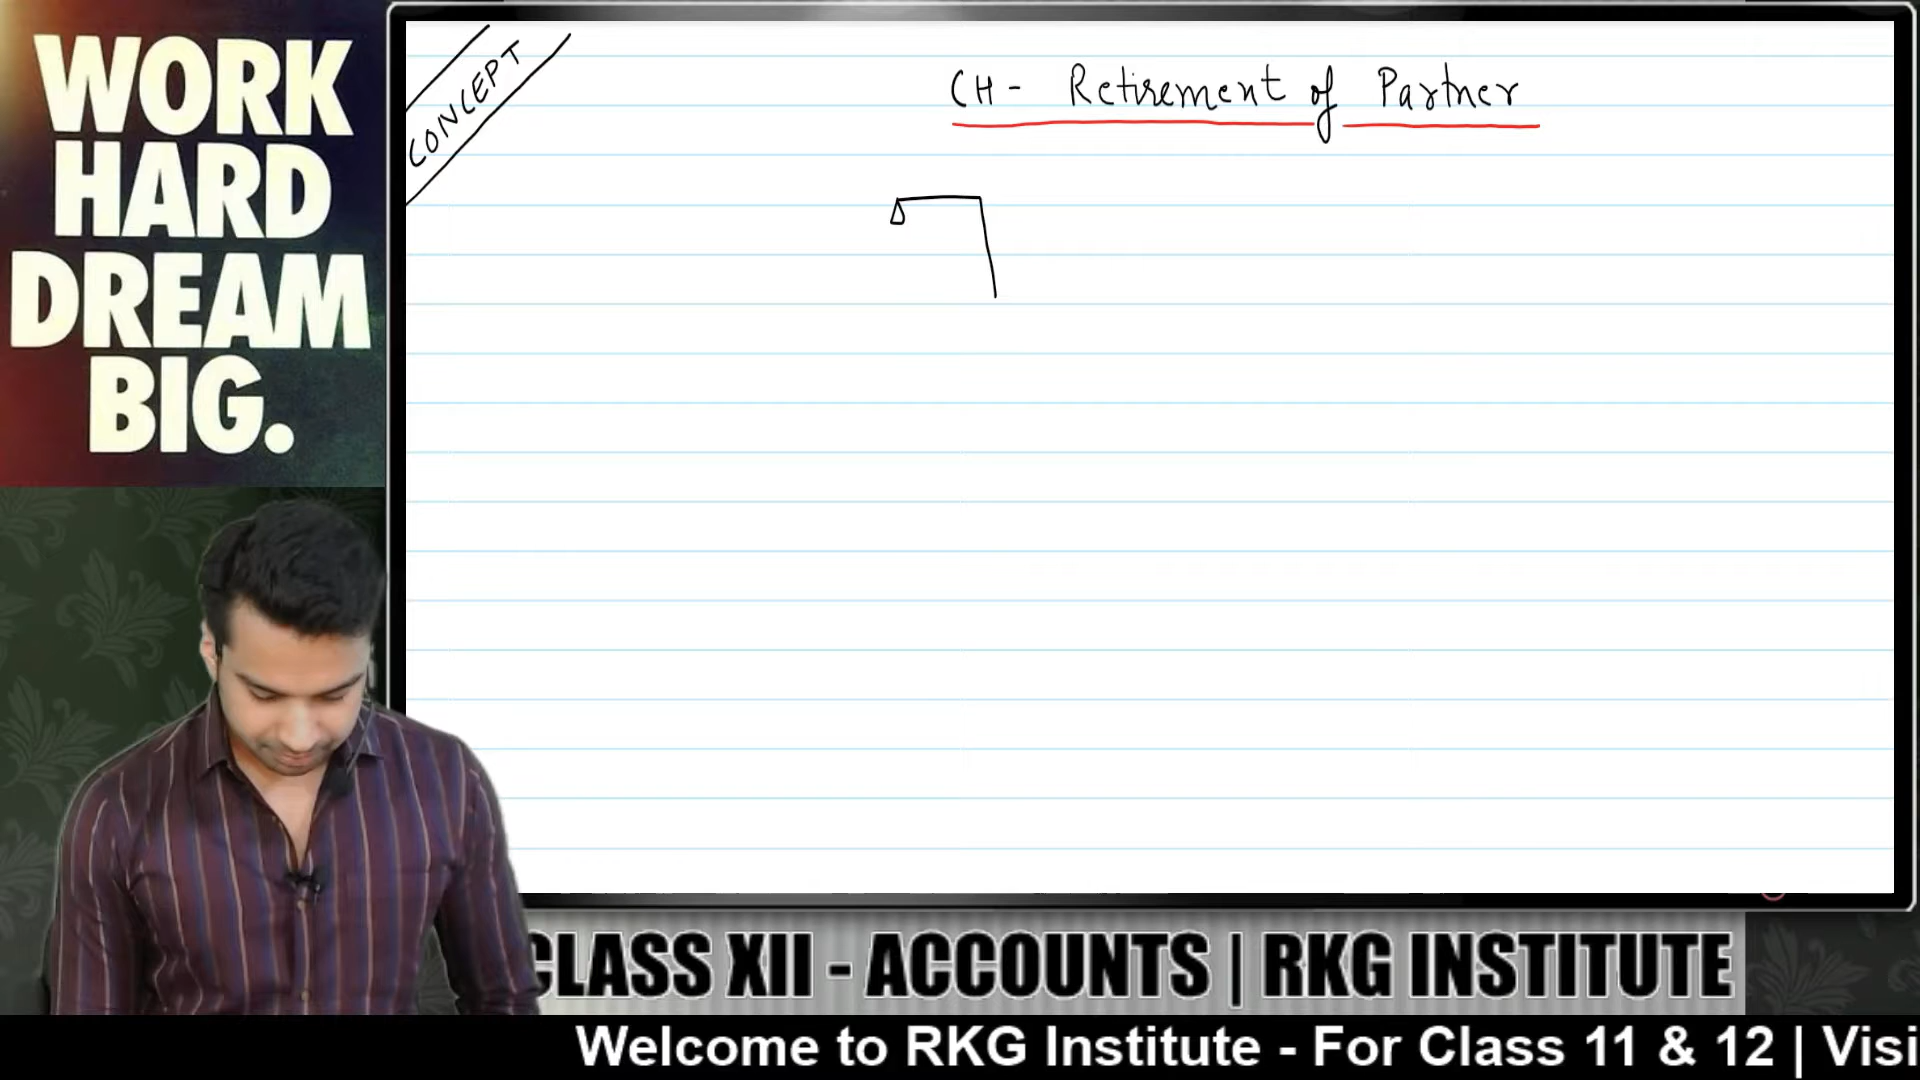 WORK
HARD
DREAM
BIG.
CONCEPT
CH- Retirement of Partner
CLASS XII - ACCOUNTS | RKG INSTITUTE
Welcome to RKG Institute - For Class 11 & 12 | Visi